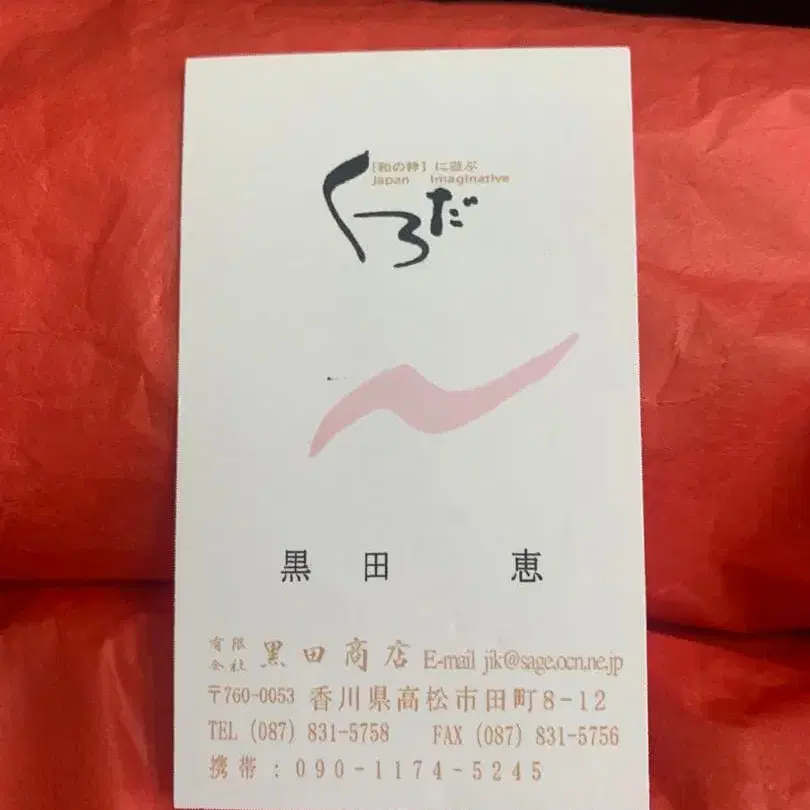 [和の粋] に遊ぶ
Japan Imaginative
くろだ
黒田 恵
有限会社 黒田商店 E-mail jik@sage.ocn.ne.jp
〒760-0053 香川県高松市田町8-12
TEL (087) 831-5758 FAX (087) 831-5756
携帯:090-1174-5245